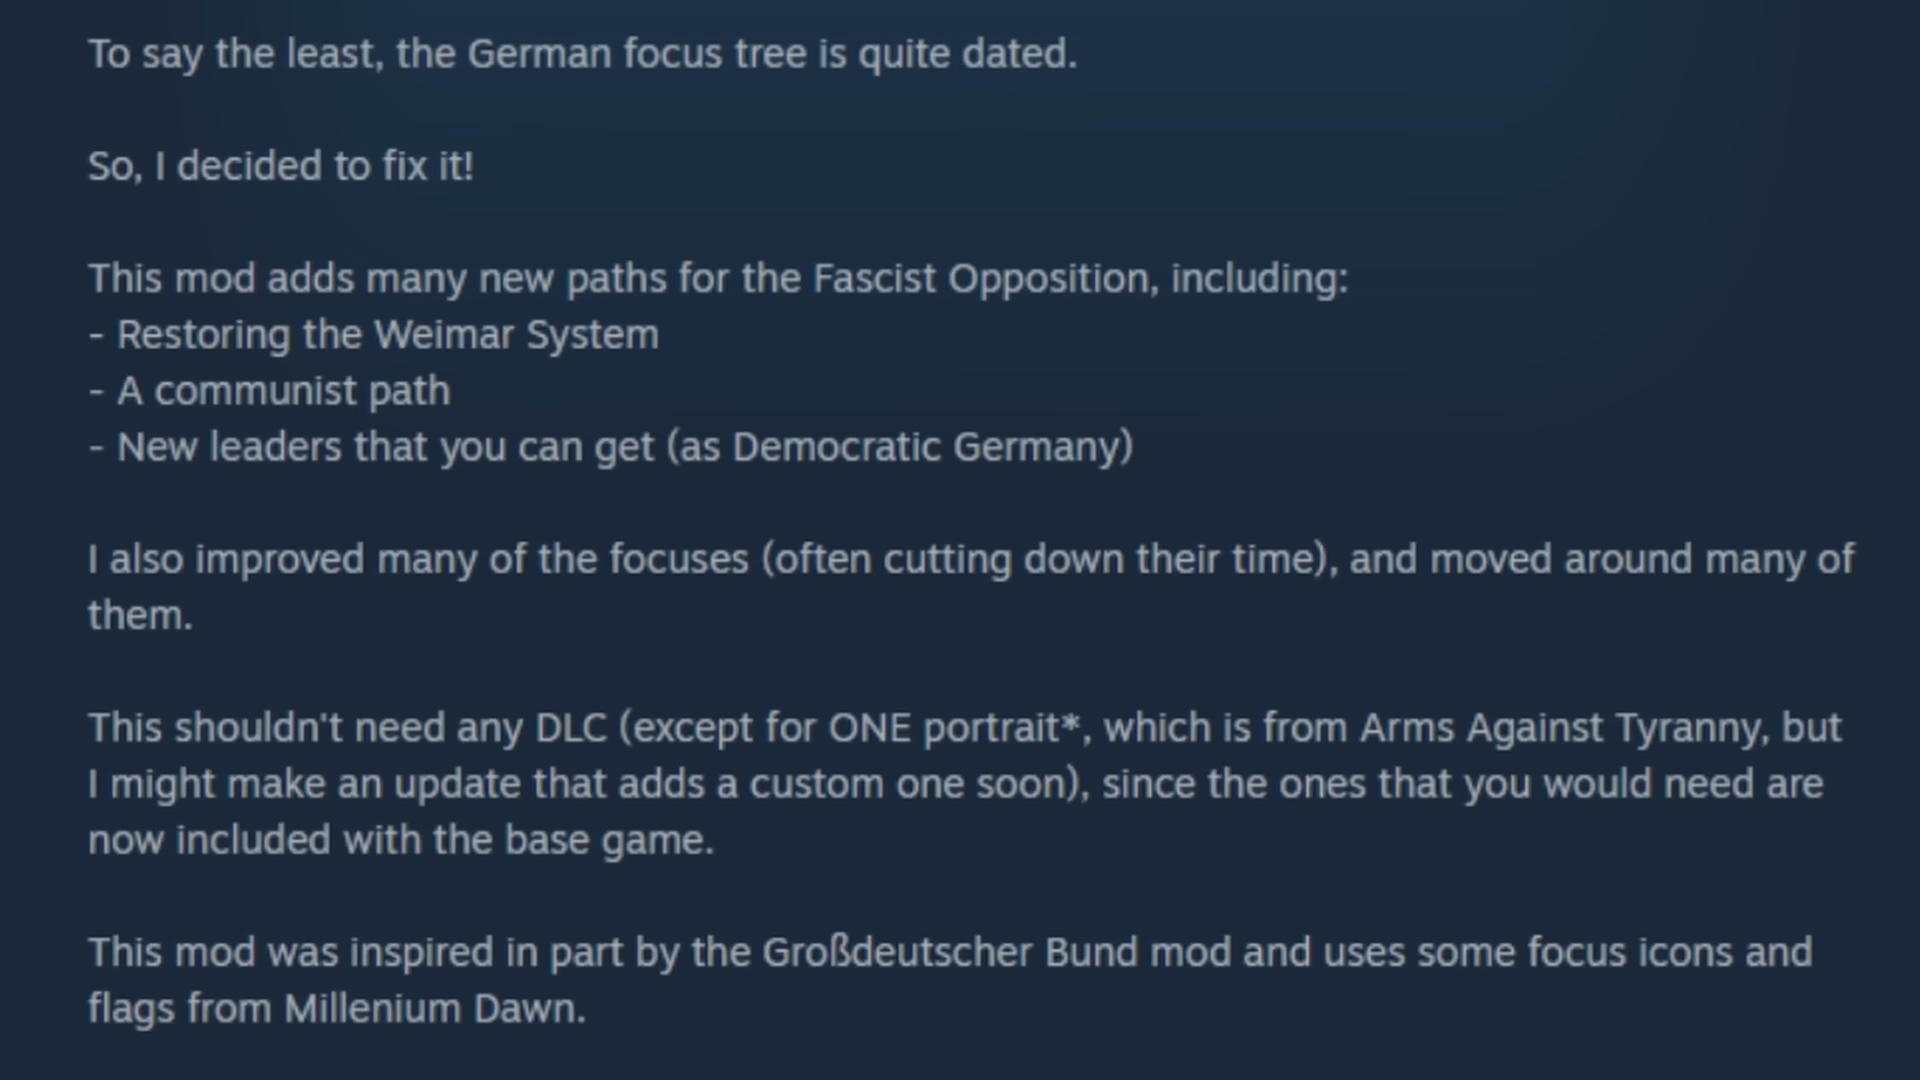 To say the least, the German focus tree is quite dated.
So, I decided to fix it!
This mod adds many new paths for the Fascist Opposition, including:
- Restoring the Weimar System
- A communist path
- New leaders that you can get (as Democratic Germany)
I also improved many of the focuses (often cutting down their time), and moved around many of
them.
This shouldn't need any DLC (except for ONE portrait*, which is from Arms Against Tyranny, but
I might make an update that adds a custom one soon), since the ones that you would need are
now included with the base game.
This mod was inspired in part by the Großdeutscher Bund mod and uses some focus icons and
flags from Millenium Dawn.